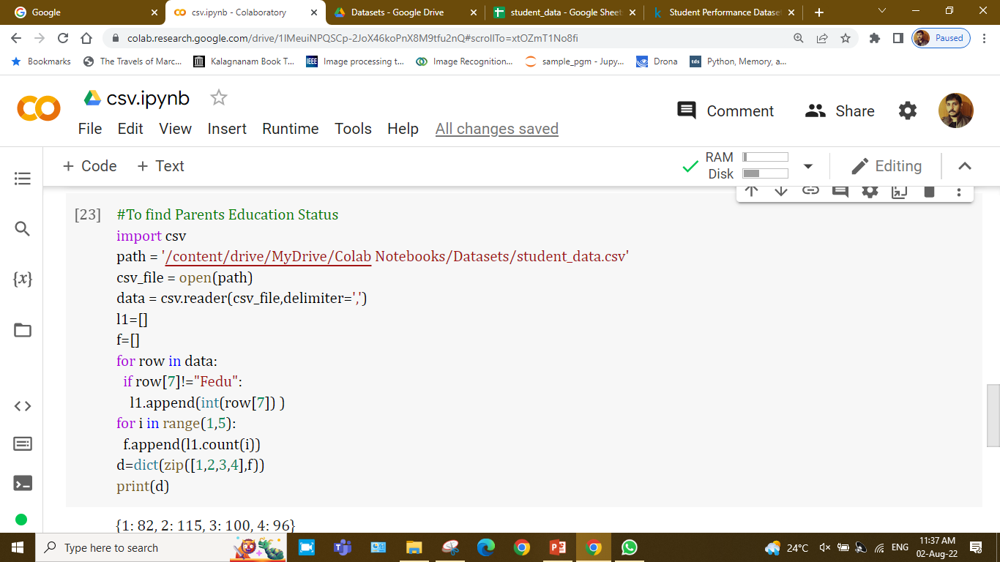 Google
csv.ipynb - Colaboratory
Datasets - Google Drive
student_data - Google Sheets
Student Performance Dataset
colab.research.google.com/drive/1IMeuiNPQSCp-2JoX46koPnX8M9tfu2nQ#scrollTo=xtOZmT1No8fi
Paused
Bookmarks
The Travels of Marc...
Kalagnanam Book T...
IEEE
Image processing t...
Image Recognition...
sample_pgm - Jupy...
Drona
tds
Python, Memory, a...
csv.ipynb
Comment
Share
File Edit View Insert Runtime Tools Help All changes saved
+ Code + Text
RAM
Disk
Editing
{x}
[23] #To find Parents Education Status
import csv
path = '/content/drive/MyDrive/Colab Notebooks/Datasets/student_data.csv'
csv_file = open(path)
data = csv.reader(csv_file,delimiter=',')
l1=[]
f=[]
for row in data:
  if row[7]!="Fedu":
    l1.append(int(row[7]) )
for i in range(1,5):
  f.append(l1.count(i))
d=dict(zip([1,2,3,4],f))
print(d)
{1: 82, 2: 115, 3: 100, 4: 96}
Type here to search
24°C
ENG
11:37 AM
02-Aug-22